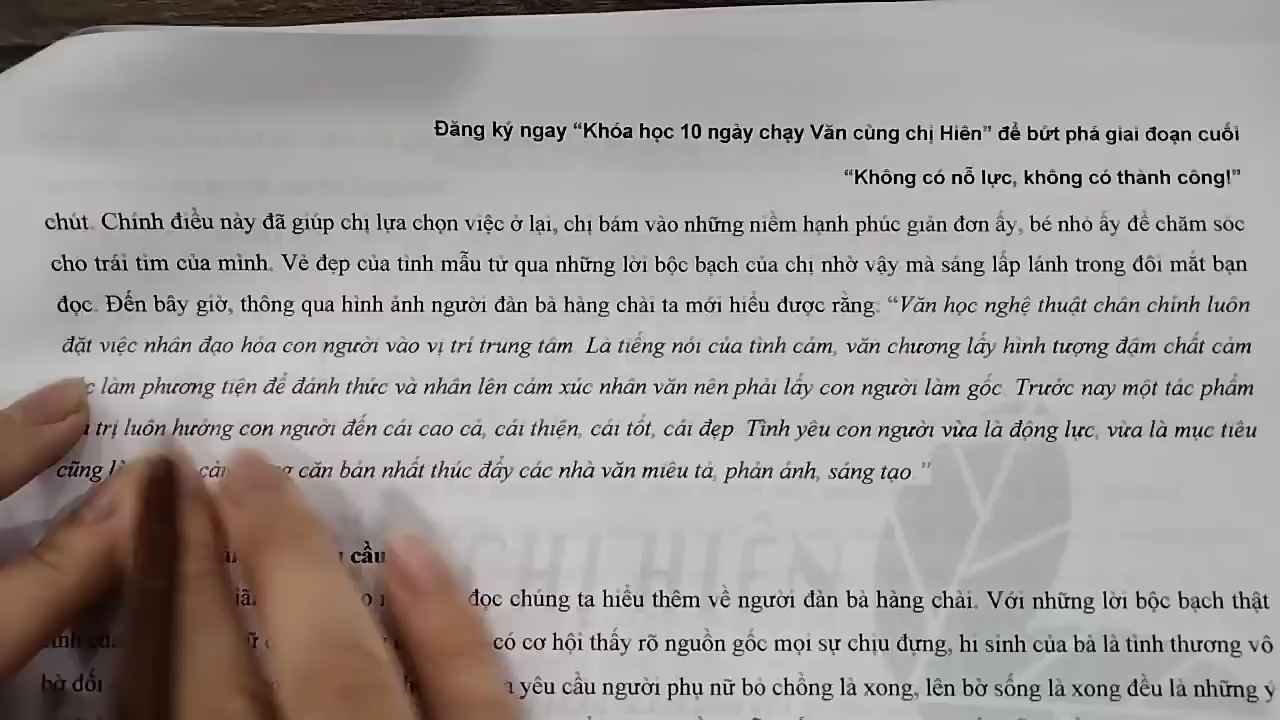 Đăng ký ngay “Khóa học 10 ngày chạy Văn cùng chị Hiên” để bứt phá giai đoạn cuối
“Không có nỗ lực, không có thành công!”
chút. Chính điều này đã giúp chị lựa chọn việc ở lại, chị bám vào những niềm hạnh phúc giản đơn ấy, bé nhỏ ấy để chăm sóc
cho trái tim của mình. Vẻ đẹp của tình mẫu tử qua những lời bộc bạch của chị nhờ vậy mà sáng lấp lánh trong đôi mắt bạn
đọc. Đến bây giờ, thông qua hình ảnh người đàn bà hàng chài ta mới hiểu được rằng: “Văn học nghệ thuật chân chính luôn
đặt việc nhân đạo hóa con người vào vị trí trung tâm. Là tiếng nói của tình cảm, văn chương lấy hình tượng đậm chất cảm
làm phương tiện để đánh thức và nhân lên cảm xúc nhân văn nên phải lấy con người làm gốc. Trước nay một tác phẩm
trị luôn hướng con người đến cái cao cả, cái thiện, cái tốt, cái đẹp. Tình yêu con người vừa là động lực, vừa là mục tiêu
cũng căn bản nhất thúc đẩy các nhà văn miêu tả, phản ánh, sáng tạo.”
cầu
CHỊ HIÊN
đọc chúng ta hiểu thêm về người đàn bà hàng chài. Với những lời bộc bạch thật
có cơ hội thấy rõ nguồn gốc mọi sự chịu đựng, hi sinh của bà là tình thương vô
bờ đối yêu cầu người phụ nữ bỏ chồng là xong, lên bờ sống là xong đều là những ý